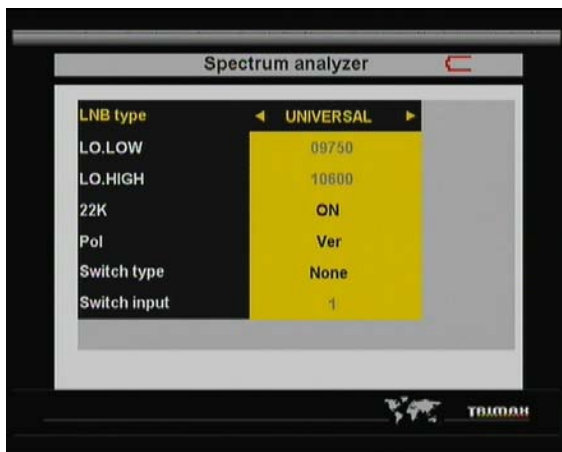 Spectrum analyzer
LNB type ◄ UNIVERSAL ►
LO.LOW 09750
LO.HIGH 10600
22K ON
Pol Ver
Switch type None
Switch input 1
TRIMAX